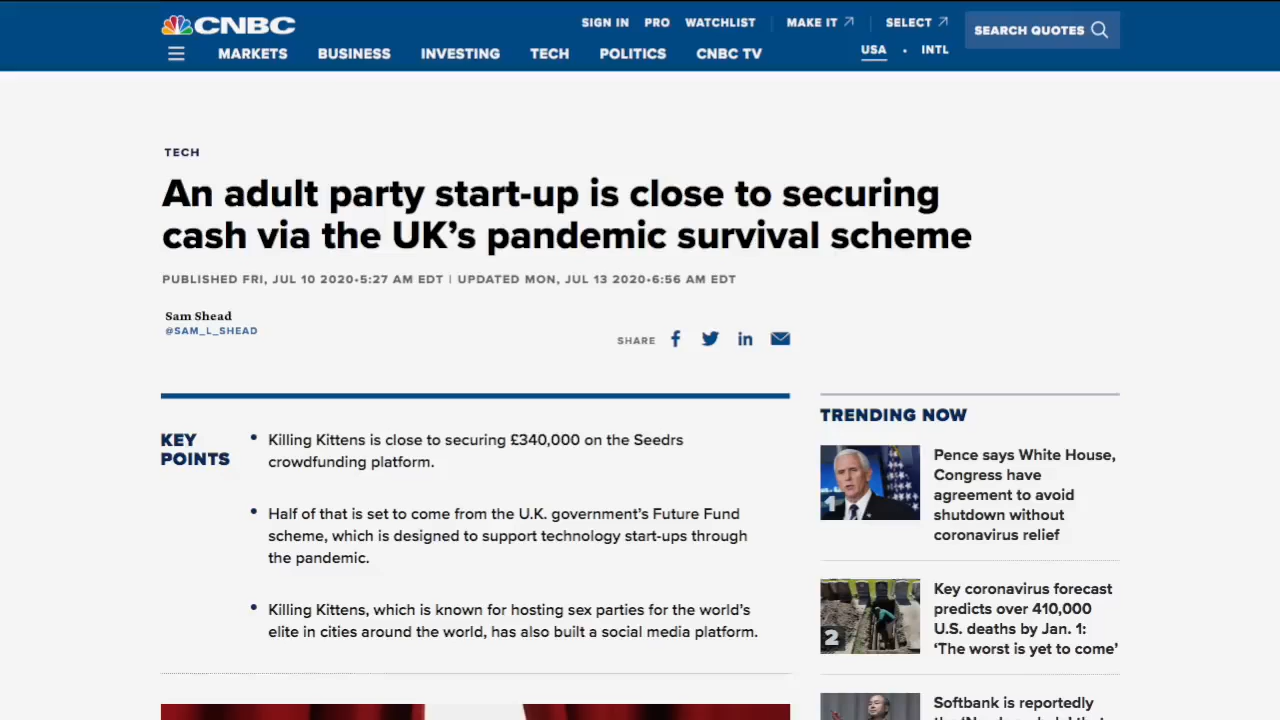 CNBC
SIGN IN PRO WATCHLIST MAKE IT SELECT
SEARCH QUOTES
MARKETS BUSINESS INVESTING TECH POLITICS CNBC TV
USA • INTL
TECH
An adult party start-up is close to securing
cash via the UK’s pandemic survival scheme
PUBLISHED FRI, JUL 10 2020•5:27 AM EDT | UPDATED MON, JUL 13 2020•6:56 AM EDT
Sam Shead
@SAM_L_SHEAD
SHARE
KEY
POINTS
• Killing Kittens is close to securing £340,000 on the Seedrs
crowdfunding platform.
• Half of that is set to come from the U.K. government’s Future Fund
scheme, which is designed to support technology start-ups through
the pandemic.
• Killing Kittens, which is known for hosting sex parties for the world’s
elite in cities around the world, has also built a social media platform.
TRENDING NOW
1
Pence says White House,
Congress have
agreement to avoid
shutdown without
coronavirus relief
2
Key coronavirus forecast
predicts over 410,000
U.S. deaths by Jan. 1:
‘The worst is yet to come’
Softbank is reportedly